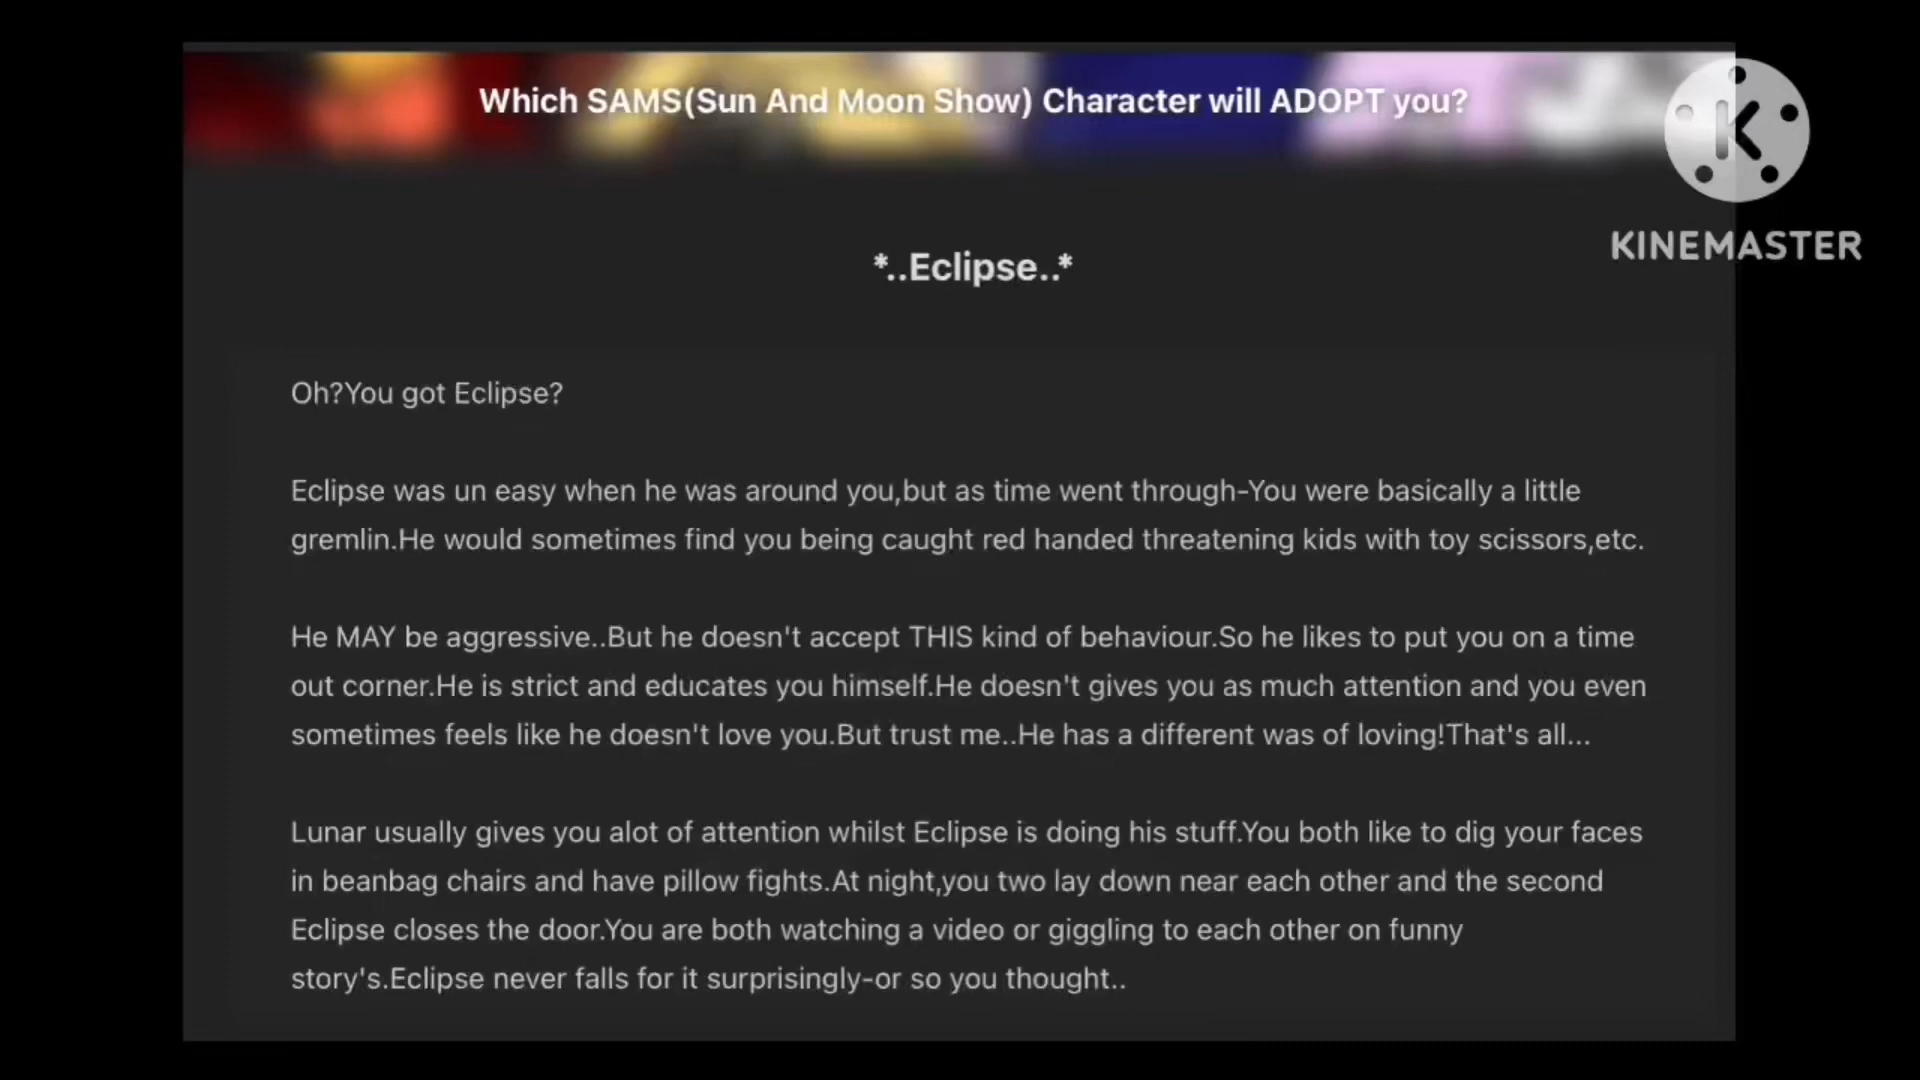 Which SAMS(Sun And Moon Show) Character will ADOPT you?
K
KINEMASTER
*..Eclipse..*
Oh?You got Eclipse?
Eclipse was un easy when he was around you,but as time went through-You were basically a little
gremlin.He would sometimes find you being caught red handed threatening kids with toy scissors,etc.
He MAY be aggressive..But he doesn't accept THIS kind of behaviour.So he likes to put you on a time
out corner.He is strict and educates you himself.He doesn't gives you as much attention and you even
sometimes feels like he doesn't love you.But trust me..He has a different was of loving!That's all...
Lunar usually gives you alot of attention whilst Eclipse is doing his stuff.You both like to dig your faces
in beanbag chairs and have pillow fights.At night,you two lay down near each other and the second
Eclipse closes the door.You are both watching a video or giggling to each other on funny
story's.Eclipse never falls for it surprisingly-or so you thought..